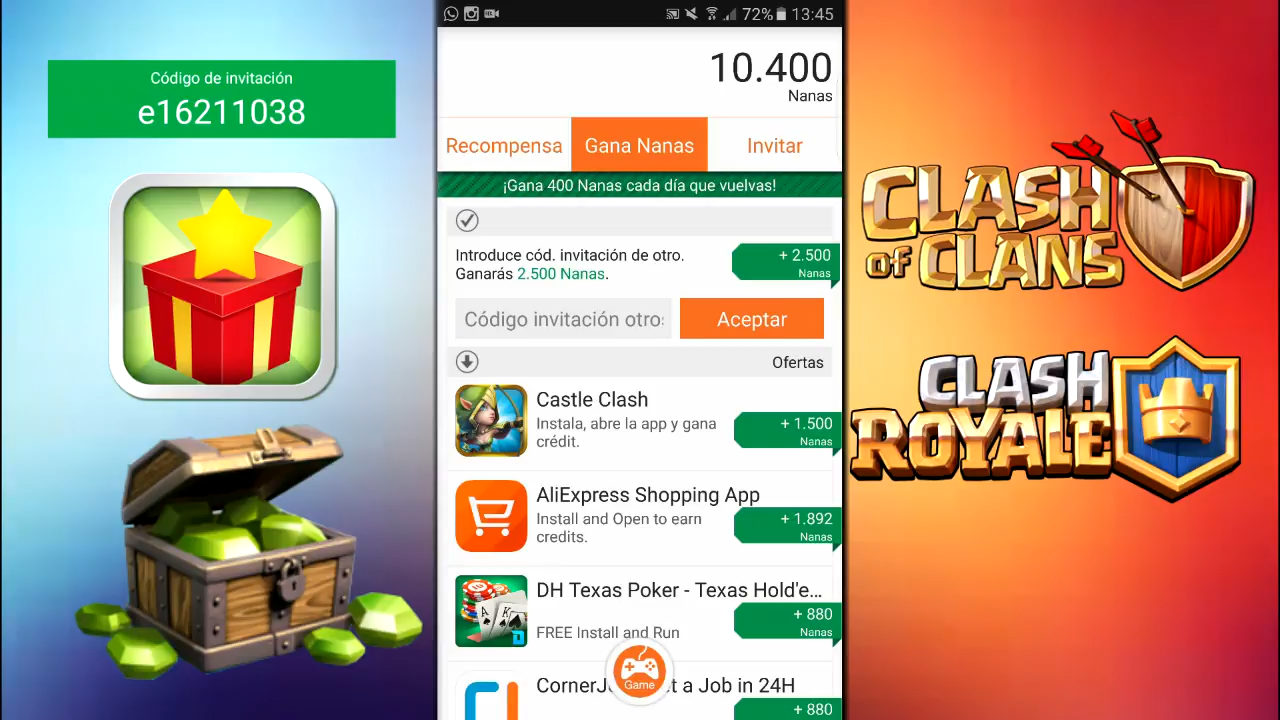 Código de invitación
e16211038
72% 13:45
10.400
Nanas
Recompensa
Gana Nanas
Invitar
¡Gana 400 Nanas cada día que vuelvas!
Introduce cód. invitación de otro.
Ganarás 2.500 Nanas.
+ 2.500
Nanas
Código invitación otro
Aceptar
Ofertas
Castle Clash
Instala, abre la app y gana
crédit.
+ 1.500
Nanas
AliExpress Shopping App
Install and Open to earn
credits.
+ 1.892
Nanas
DH Texas Poker - Texas Hold'e...
FREE Install and Run
+ 880
Nanas
A K
D
Game
a Job in 24H
+ 880
CLASH
OF CLANS
CLASH
ROYALE